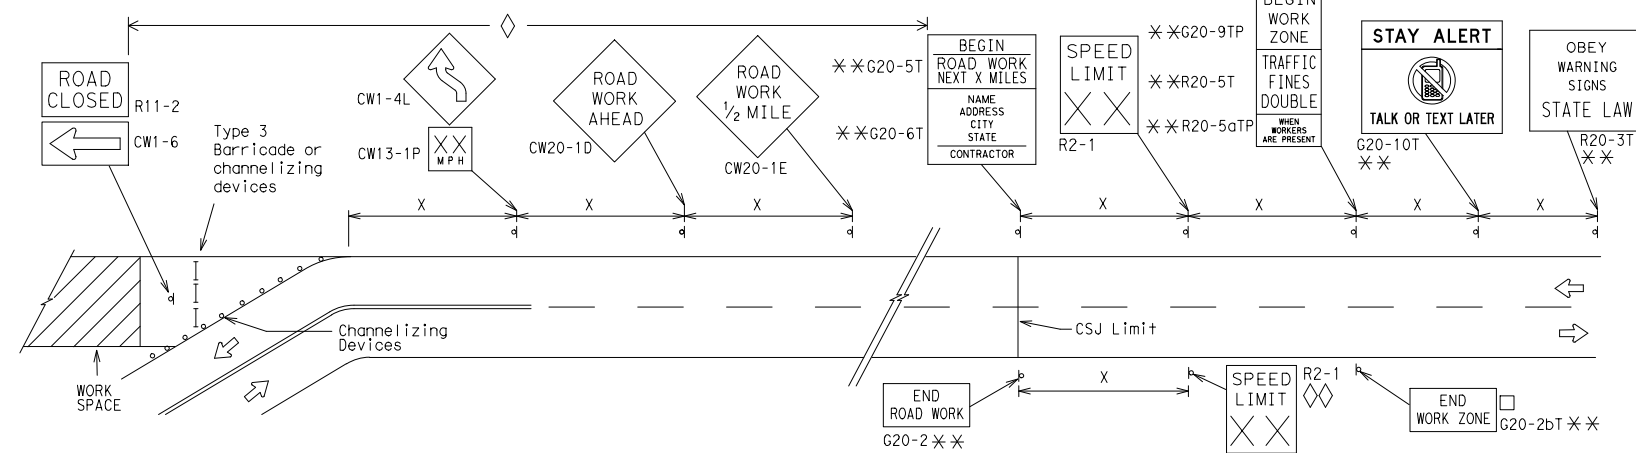 ROAD
CLOSED
R11-2
CW1-6
Type 3
Barricade or
channelizing
devices
CW1-4L
CW13-1P
XX
MPH
ROAD
WORK
AHEAD
CW20-1D
ROAD
WORK
1/2 MILE
CW20-1E
**G20-5T
**G20-6T
BEGIN
ROAD WORK
NEXT X MILES
NAME
ADDRESS
CITY
STATE
CONTRACTOR
SPEED
LIMIT
XX
R2-1
**G20-9TP
**R20-5T
**R20-5aTP
BEGIN
WORK
ZONE
TRAFFIC
FINES
DOUBLE
WHEN
WORKERS
ARE PRESENT
STAY ALERT
TALK OR TEXT LATER
G20-10T
**
OBEY
WARNING
SIGNS
STATE LAW
R20-3T
**
X
X
X
X
X
X
X
Channelizing
Devices
CSJ Limit
WORK
SPACE
END
ROAD WORK
G20-2 **
X
SPEED
LIMIT
XX
R2-1
END
WORK ZONE
G20-2bT **